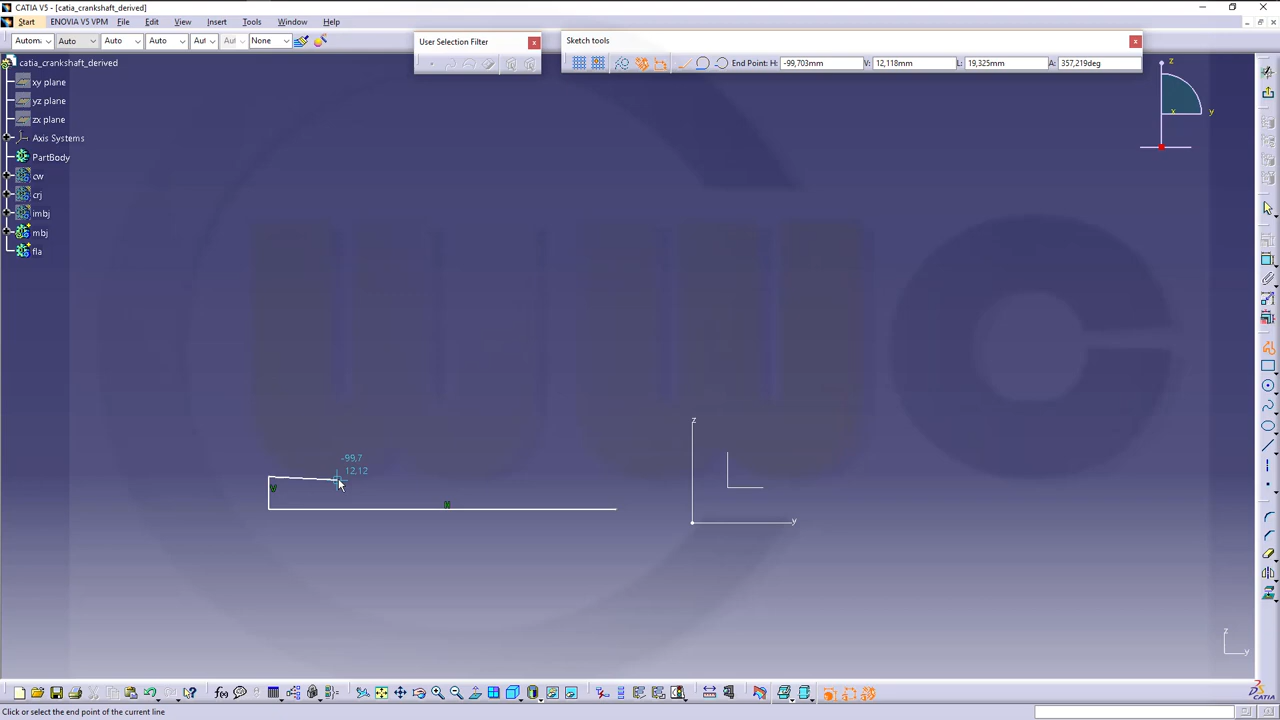 CATIA V5 - [catia_crankshaft_derived]
Start ENOVIA V5 VPM File Edit View Insert Tools Window Help
Autom. Auto Auto Auto Aut Aut None
User Selection Filter
Sketch tools
End Point: H: -99,703mm V: 12,118mm L: 19,325mm A: 357,219deg
catia_crankshaft_derived
xy plane
yz plane
zx plane
Axis Systems
PartBody
cw
crj
imbj
mbj
fla
z
x y
-99,7
12,12
V
H
z
y
z
y
f(x)
CATIA
Click or select the end point of the current line